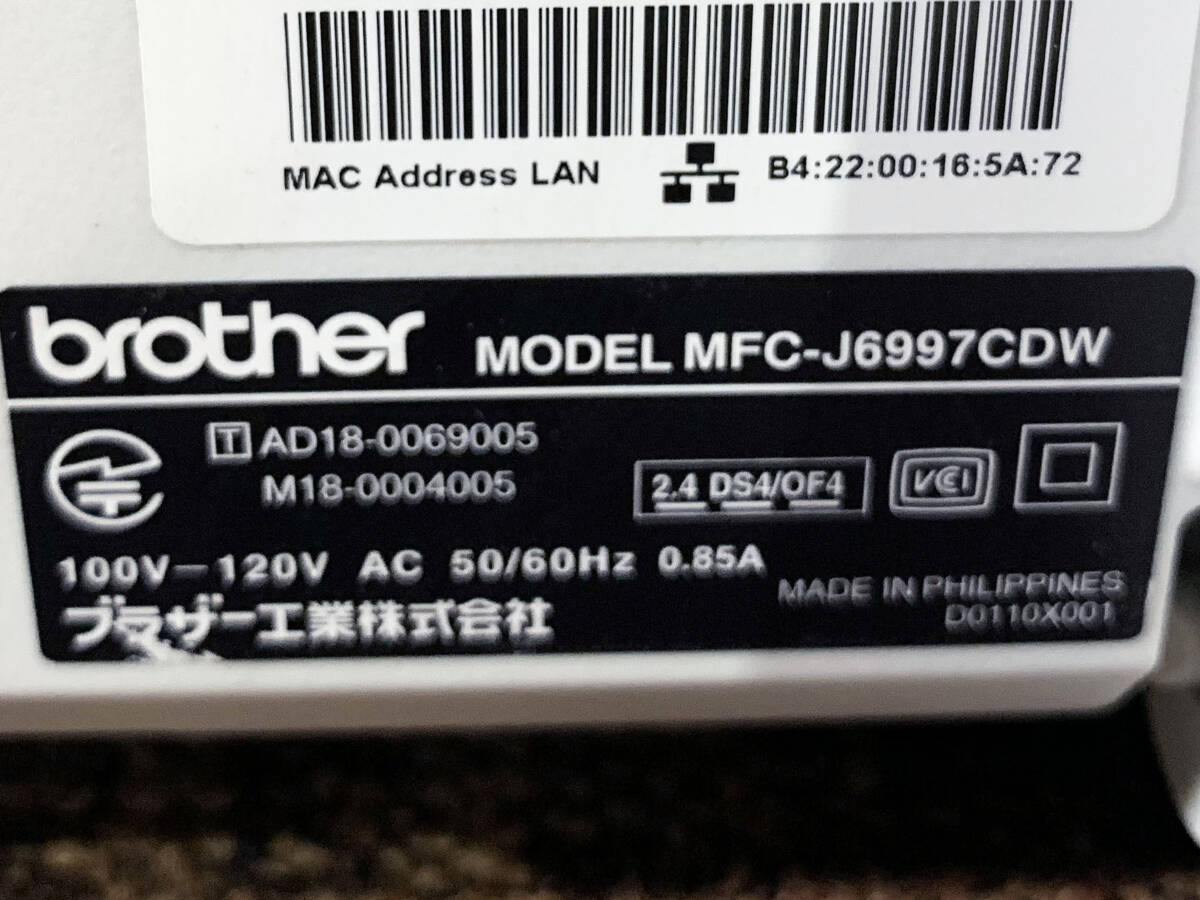 MAC Address LAN B4:22:00:16:5A:72
brother MODEL MFC-J6997CDW
T AD18-0069005
M18-0004005
2.4 DS4/OF4
VCCI
100V-120V AC 50/60Hz 0.85A
MADE IN PHILIPPINES
ブラザー工業株式会社
D0110X001